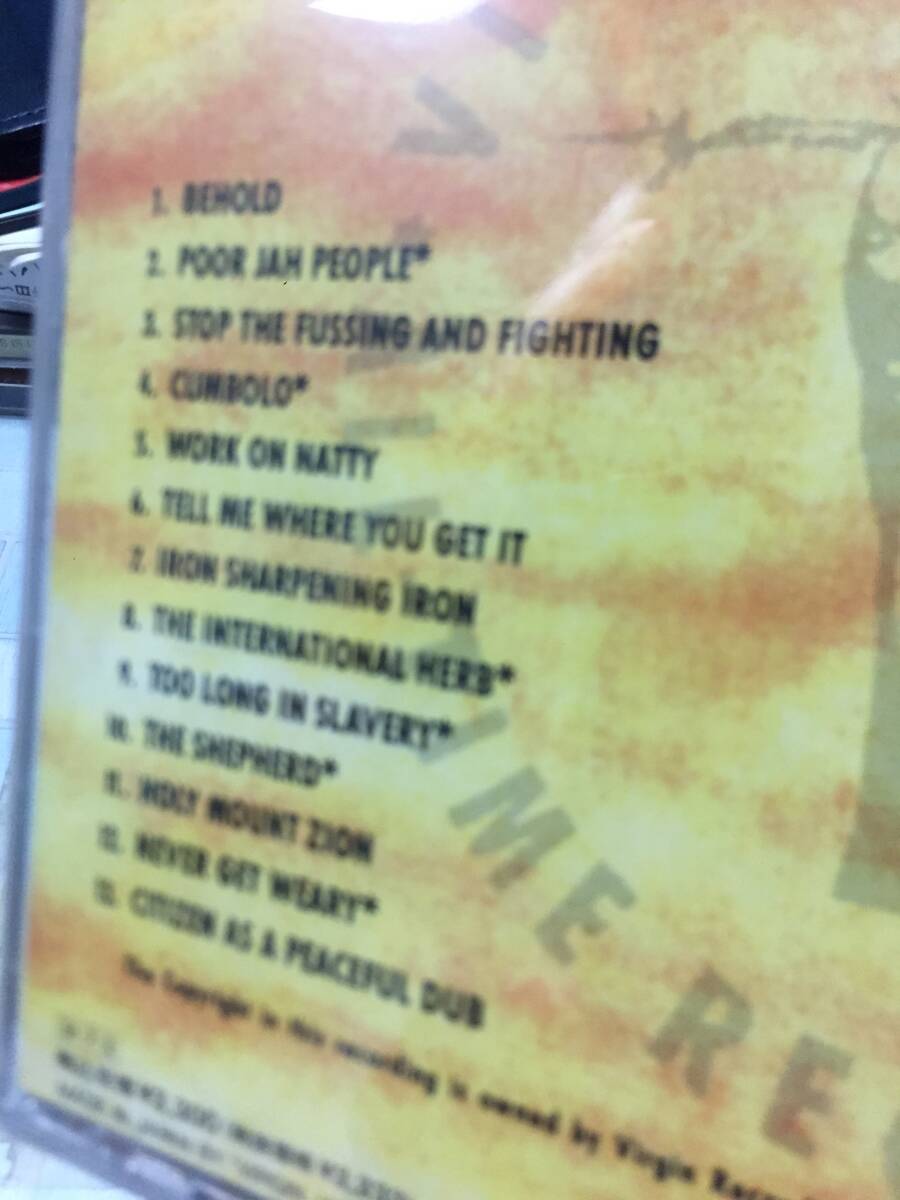 1. BEHOLD
2. POOR JAH PEOPLE*
3. STOP THE FUSSING AND FIGHTING
4. CUMBOLO*
5. WORK ON NATTY
6. TELL ME WHERE YOU GET IT
7. IRON SHARPENING IRON
8. THE INTERNATIONAL HERB*
9. TOO LONG IN SLAVERY*
10. THE SHEPHERD*
11. HOLY MOUNT ZION
12. NEVER GET WEARY*
13. CITIZEN AS A PEACEFUL DUB
The Copyright in this recording is owned by Virgin
IME RE